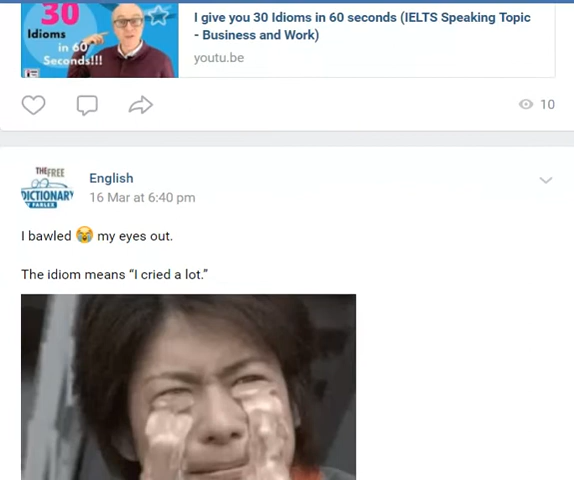 30
Idioms
in 60
Seconds!!!
I give you 30 Idioms in 60 seconds (IELTS Speaking Topic
- Business and Work)
youtu.be
10
THE FREE
DICTIONARY
BY FARLEX
English
16 Mar at 6:40 pm
I bawled 😭 my eyes out.
The idiom means “I cried a lot.”